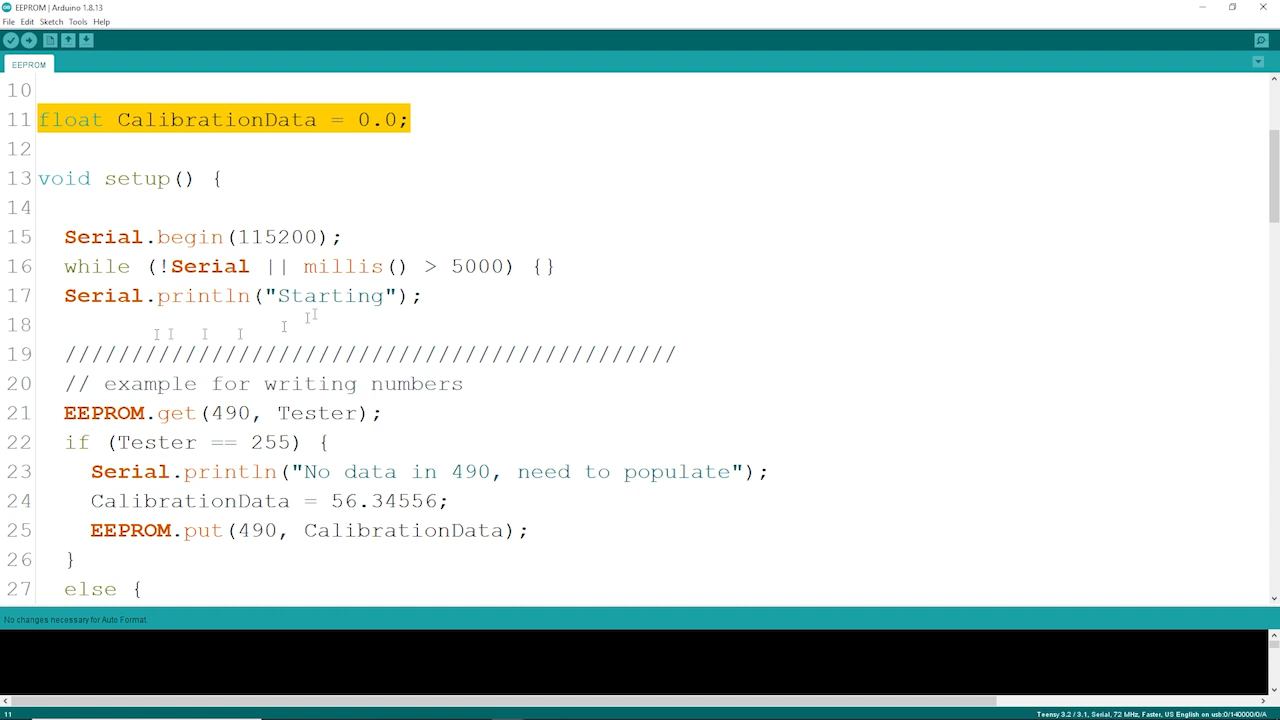 EEPROM | Arduino 1.8.13
File Edit Sketch Tools Help
EEPROM
10
11 float CalibrationData = 0.0;
12
13 void setup() {
14
15 Serial.begin(115200);
16 while (!Serial || millis() > 5000) {}
17 Serial.println("Starting");
18
19 //////////////////////////////////////////////
20 // example for writing numbers
21 EEPROM.get(490, Tester);
22 if (Tester == 255) {
23 Serial.println("No data in 490, need to populate");
24 CalibrationData = 56.34556;
25 EEPROM.put(490, CalibrationData);
26 }
27 else {
No changes necessary for Auto Format.
11 Teensy 3.2 / 3.1, Serial, 72 MHz, Faster, US English on usb:0/140000/0/A